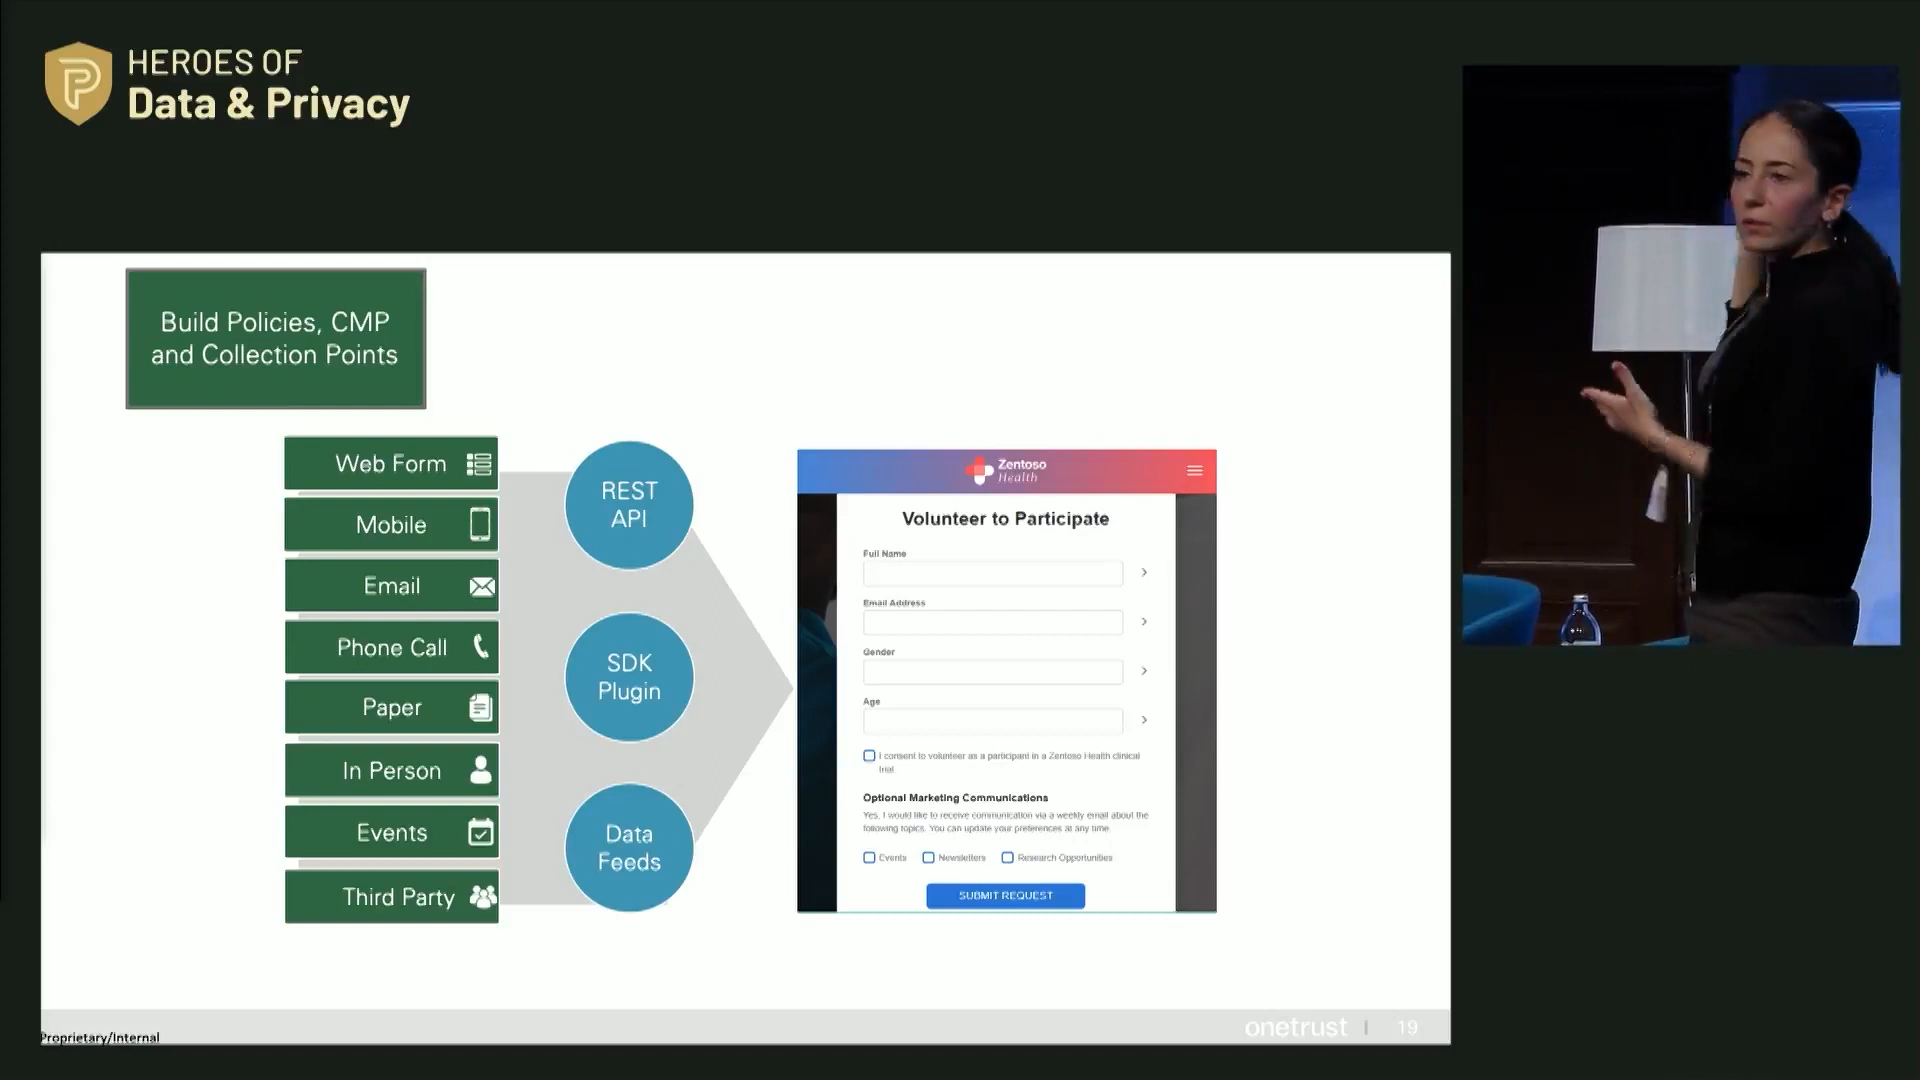 HEROES OF
Data & Privacy
Build Policies, CMP
and Collection Points
Web Form
Mobile
Email
Phone Call
Paper
In Person
Events
Third Party
REST
API
SDK
Plugin
Data
Feeds
Zentoso
Health
Volunteer to Participate
Full Name
Email Address
Gender
Age
I consent to volunteer as a participant in a Zentoso Health clinical
trial
Optional Marketing Communications
Yes, I would like to receive communication via a weekly email about the
following topics. You can update your preferences at any time.
Events
Newsletters
Research Opportunities
SUBMIT REQUEST
Proprietary/Internal
onetrust | 19